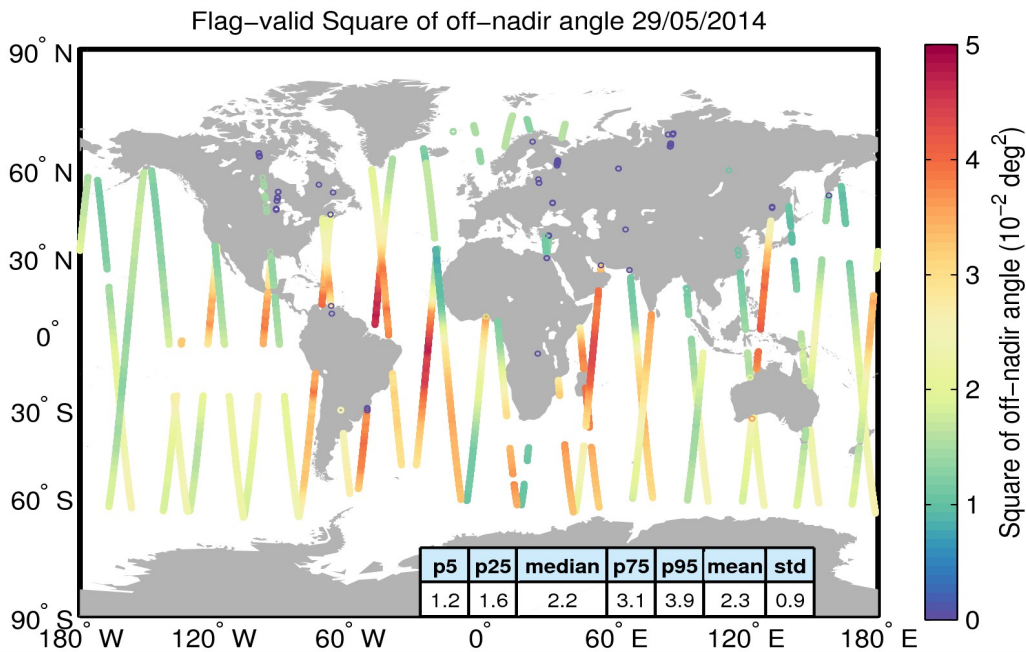 Flag−valid Square of off−nadir angle 29/05/2014
90° N
60° N
30° N
0°
30° S
60° S
90° S
180° W
120° W
60° W
0°
60° E
120° E
180° E
p5 p25 median p75 p95 mean std
1.2 1.6 2.2 3.1 3.9 2.3 0.9
5
4
3
2
1
0
Square of off−nadir angle (10⁻² deg²)